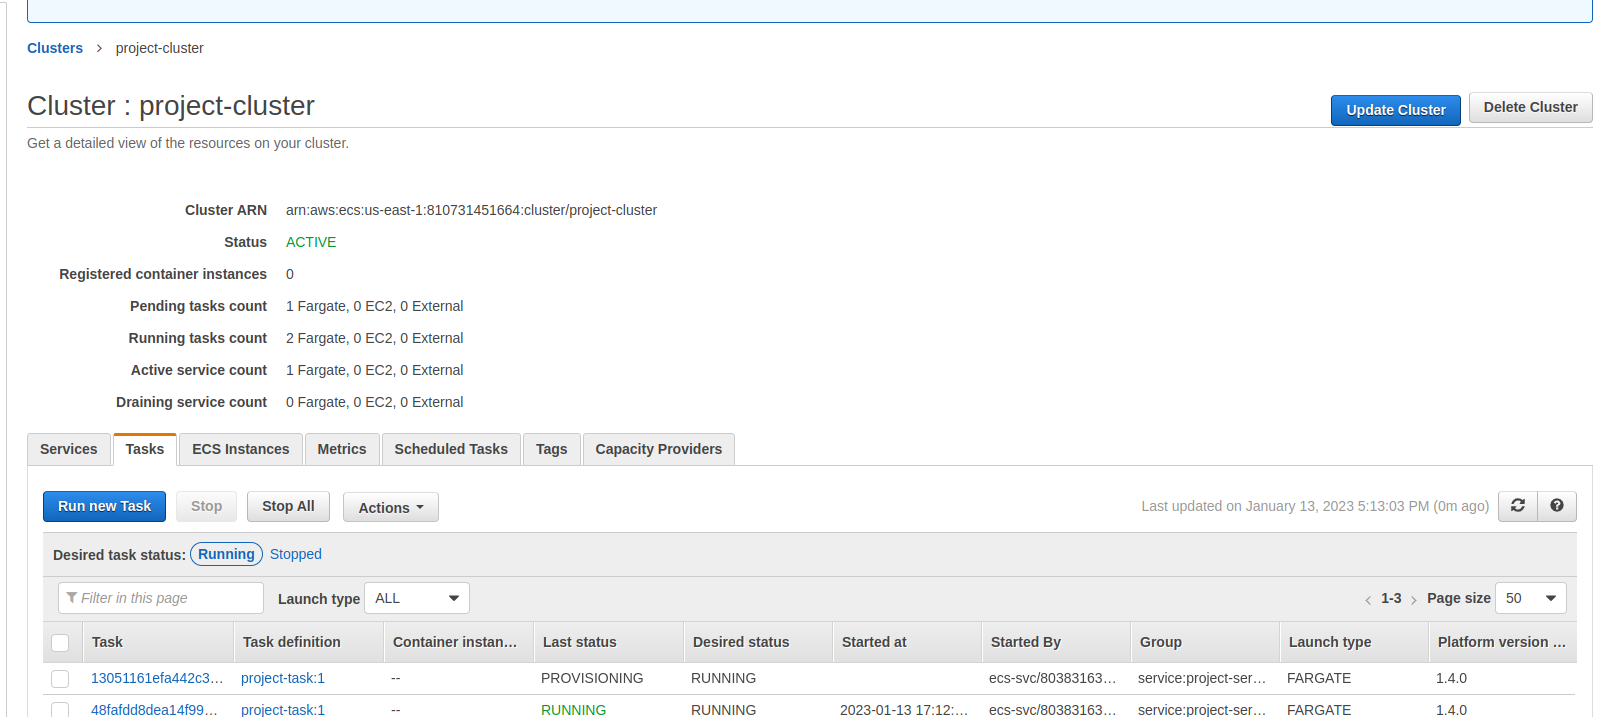 Clusters > project-cluster
Cluster : project-cluster
Update Cluster
Delete Cluster
Get a detailed view of the resources on your cluster.
Cluster ARN arn:aws:ecs:us-east-1:810731451664:cluster/project-cluster
Status ACTIVE
Registered container instances 0
Pending tasks count 1 Fargate, 0 EC2, 0 External
Running tasks count 2 Fargate, 0 EC2, 0 External
Active service count 1 Fargate, 0 EC2, 0 External
Draining service count 0 Fargate, 0 EC2, 0 External
Services Tasks ECS Instances Metrics Scheduled Tasks Tags Capacity Providers
Run new Task Stop Stop All Actions Last updated on January 13, 2023 5:13:03 PM (0m ago)
Desired task status: Running Stopped
Filter in this page Launch type ALL < 1-3 > Page size 50
Task Task definition Container instan... Last status Desired status Started at Started By Group Launch type Platform version ...
13051161efa442c3... project-task:1 -- PROVISIONING RUNNING ecs-svc/80383163... service:project-ser... FARGATE 1.4.0
48fafdd8dea14f99... project-task:1 -- RUNNING RUNNING 2023-01-13 17:12:... ecs-svc/80383163... service:project-ser... FARGATE 1.4.0